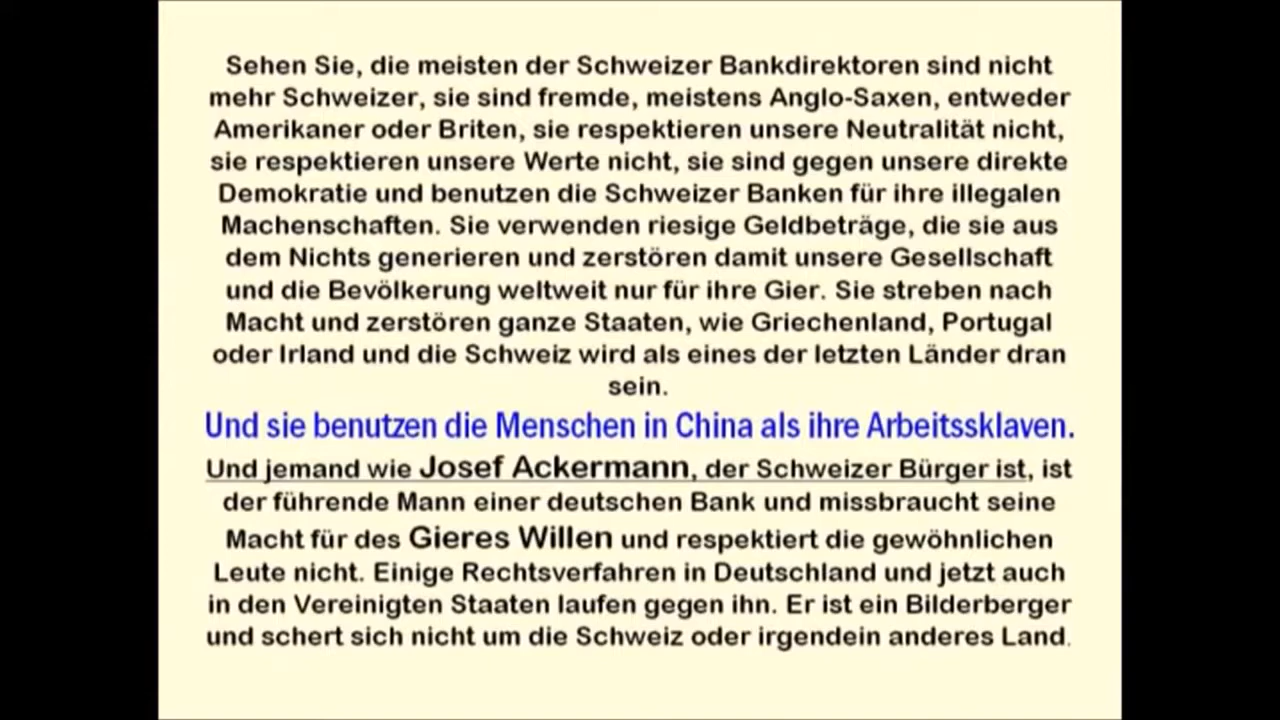 Sehen Sie, die meisten der Schweizer Bankdirektoren sind nicht
mehr Schweizer, sie sind fremde, meistens Anglo-Saxen, entweder
Amerikaner oder Briten, sie respektieren unsere Neutralität nicht,
sie respektieren unsere Werte nicht, sie sind gegen unsere direkte
Demokratie und benutzen die Schweizer Banken für ihre illegalen
Machenschaften. Sie verwenden riesige Geldbeträge, die sie aus
dem Nichts generieren und zerstören damit unsere Gesellschaft
und die Bevölkerung weltweit nur für ihre Gier. Sie streben nach
Macht und zerstören ganze Staaten, wie Griechenland, Portugal
oder Irland und die Schweiz wird als eines der letzten Länder dran
sein.
Und sie benutzen die Menschen in China als ihre Arbeitssklaven.
Und jemand wie Josef Ackermann, der Schweizer Bürger ist, ist
der führende Mann einer deutschen Bank und missbraucht seine
Macht für des Gieres Willen und respektiert die gewöhnlichen
Leute nicht. Einige Rechtsverfahren in Deutschland und jetzt auch
in den Vereinigten Staaten laufen gegen ihn. Er ist ein Bilderberger
und schert sich nicht um die Schweiz oder irgendein anderes Land.